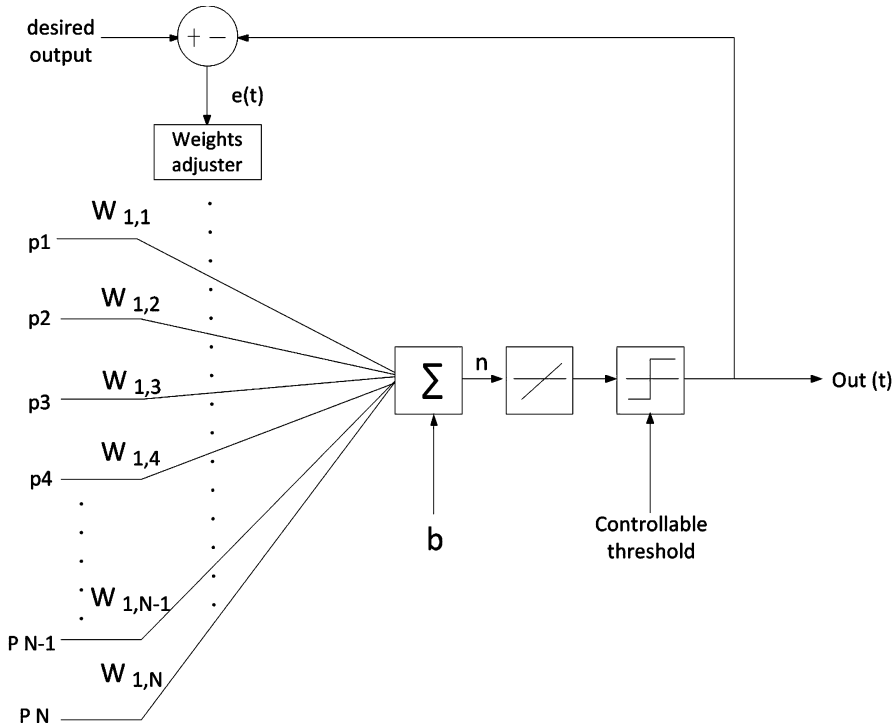 desired
output
+ −
e(t)
Weights
adjuster
W 1,1
p1
W 1,2
p2
W 1,3
p3
W 1,4
p4
W 1,N-1
P N-1
W 1,N
P N
Σ
n
b
Controllable
threshold
Out (t)